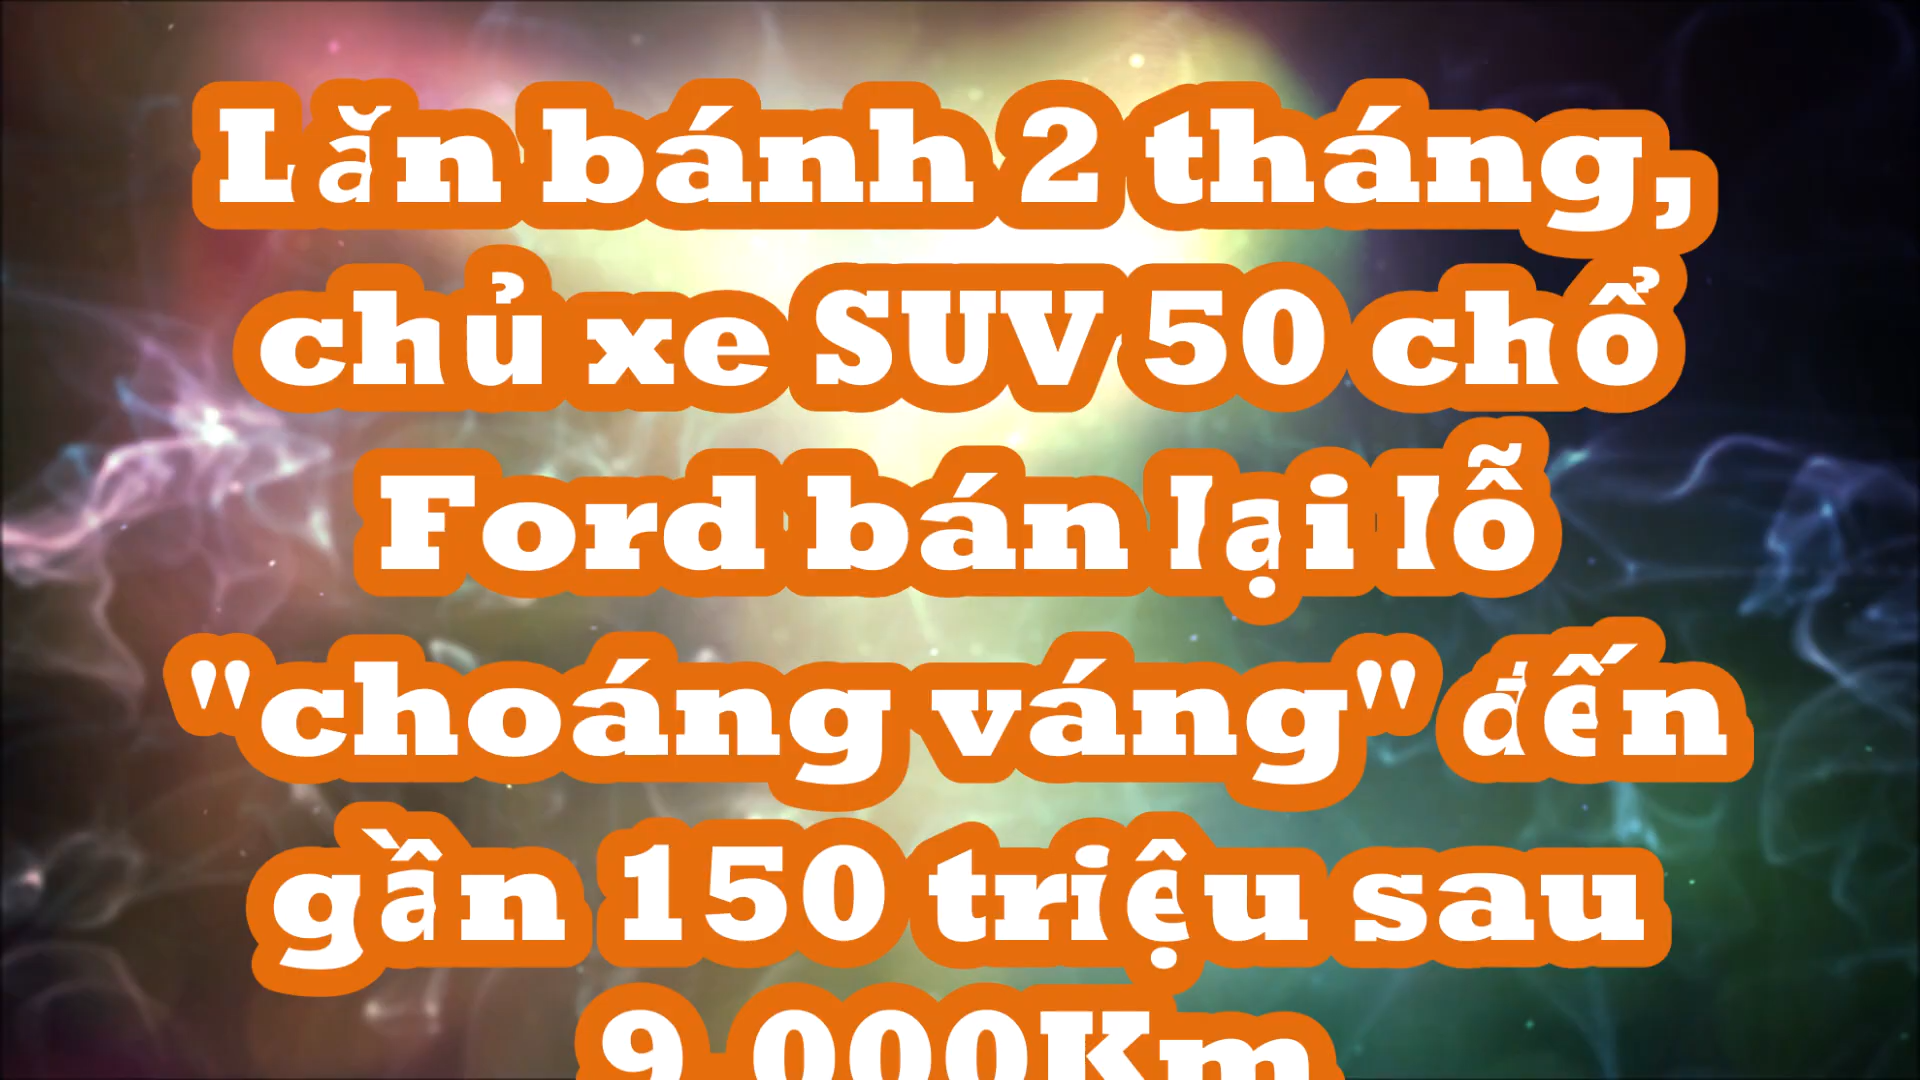 Lăn bánh 2 tháng,
chủ xe SUV 50 chổ
Ford bán lại lỗ
"choáng váng" đến
gần 150 triệu sau
9.000Km